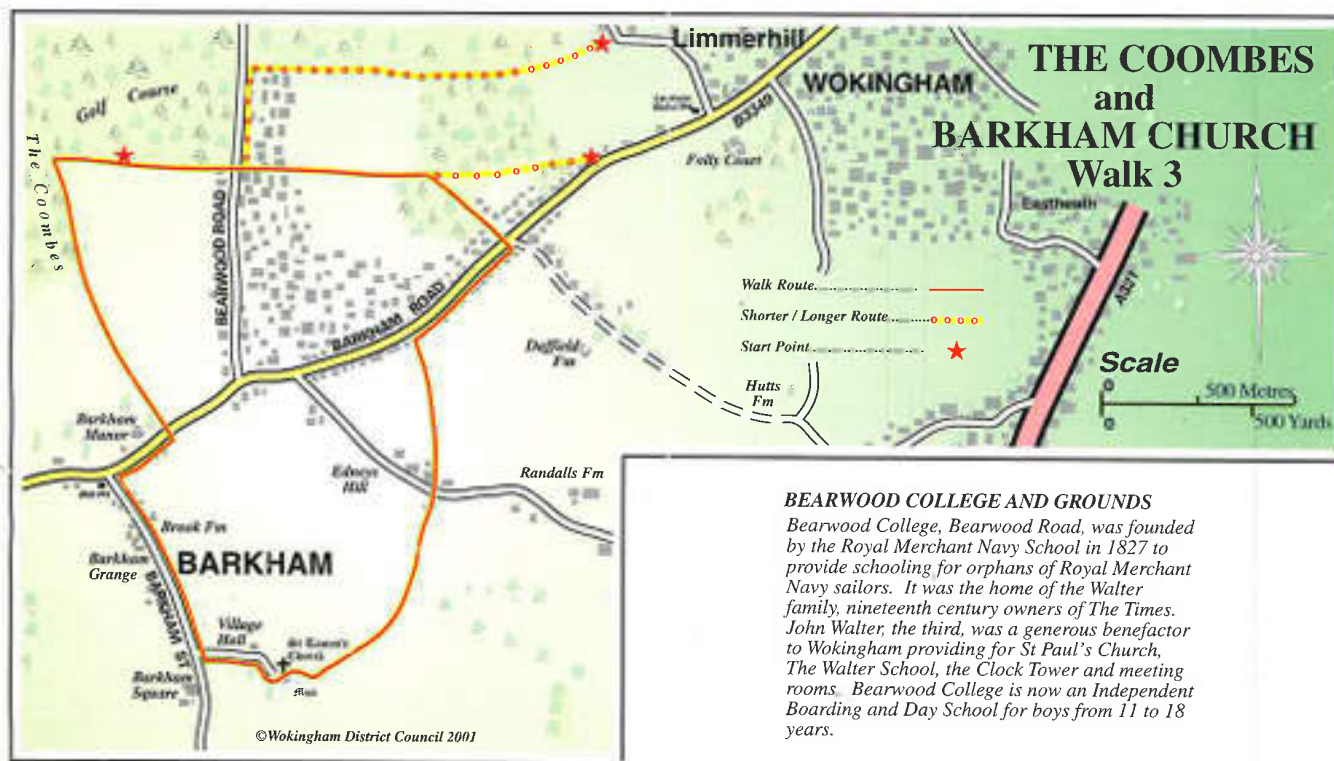 THE COOMBES
and
BARKHAM CHURCH
Walk 3
Limmerhill
WOKINGHAM
Golf Course
The Coombes
B3349
Folly Court
Eastheath
BEARWOOD ROAD
A321
Walk Route
Shorter / Longer Route
Start Point
BARKHAM ROAD
Scale
0
500 Metres
0
500 Yards
Duffield
Fm
Hutts
Fm
Barkham
Manor
Edneys
Hill
Randalls Fm
Brook Fm
BARKHAM
Barkham
Grange
BARKHAM ST
Village
Hall
Church
Barkham
Square
©Wokingham District Council 2001
BEARWOOD COLLEGE AND GROUNDS
Bearwood College, Bearwood Road, was founded
by the Royal Merchant Navy School in 1827 to
provide schooling for orphans of Royal Merchant
Navy sailors. It was the home of the Walter
family, nineteenth century owners of The Times.
John Walter, the third, was a generous benefactor
to Wokingham providing for St Paul's Church,
The Walter School, the Clock Tower and meeting
rooms. Bearwood College is now an Independent
Boarding and Day School for boys from 11 to 18
years.